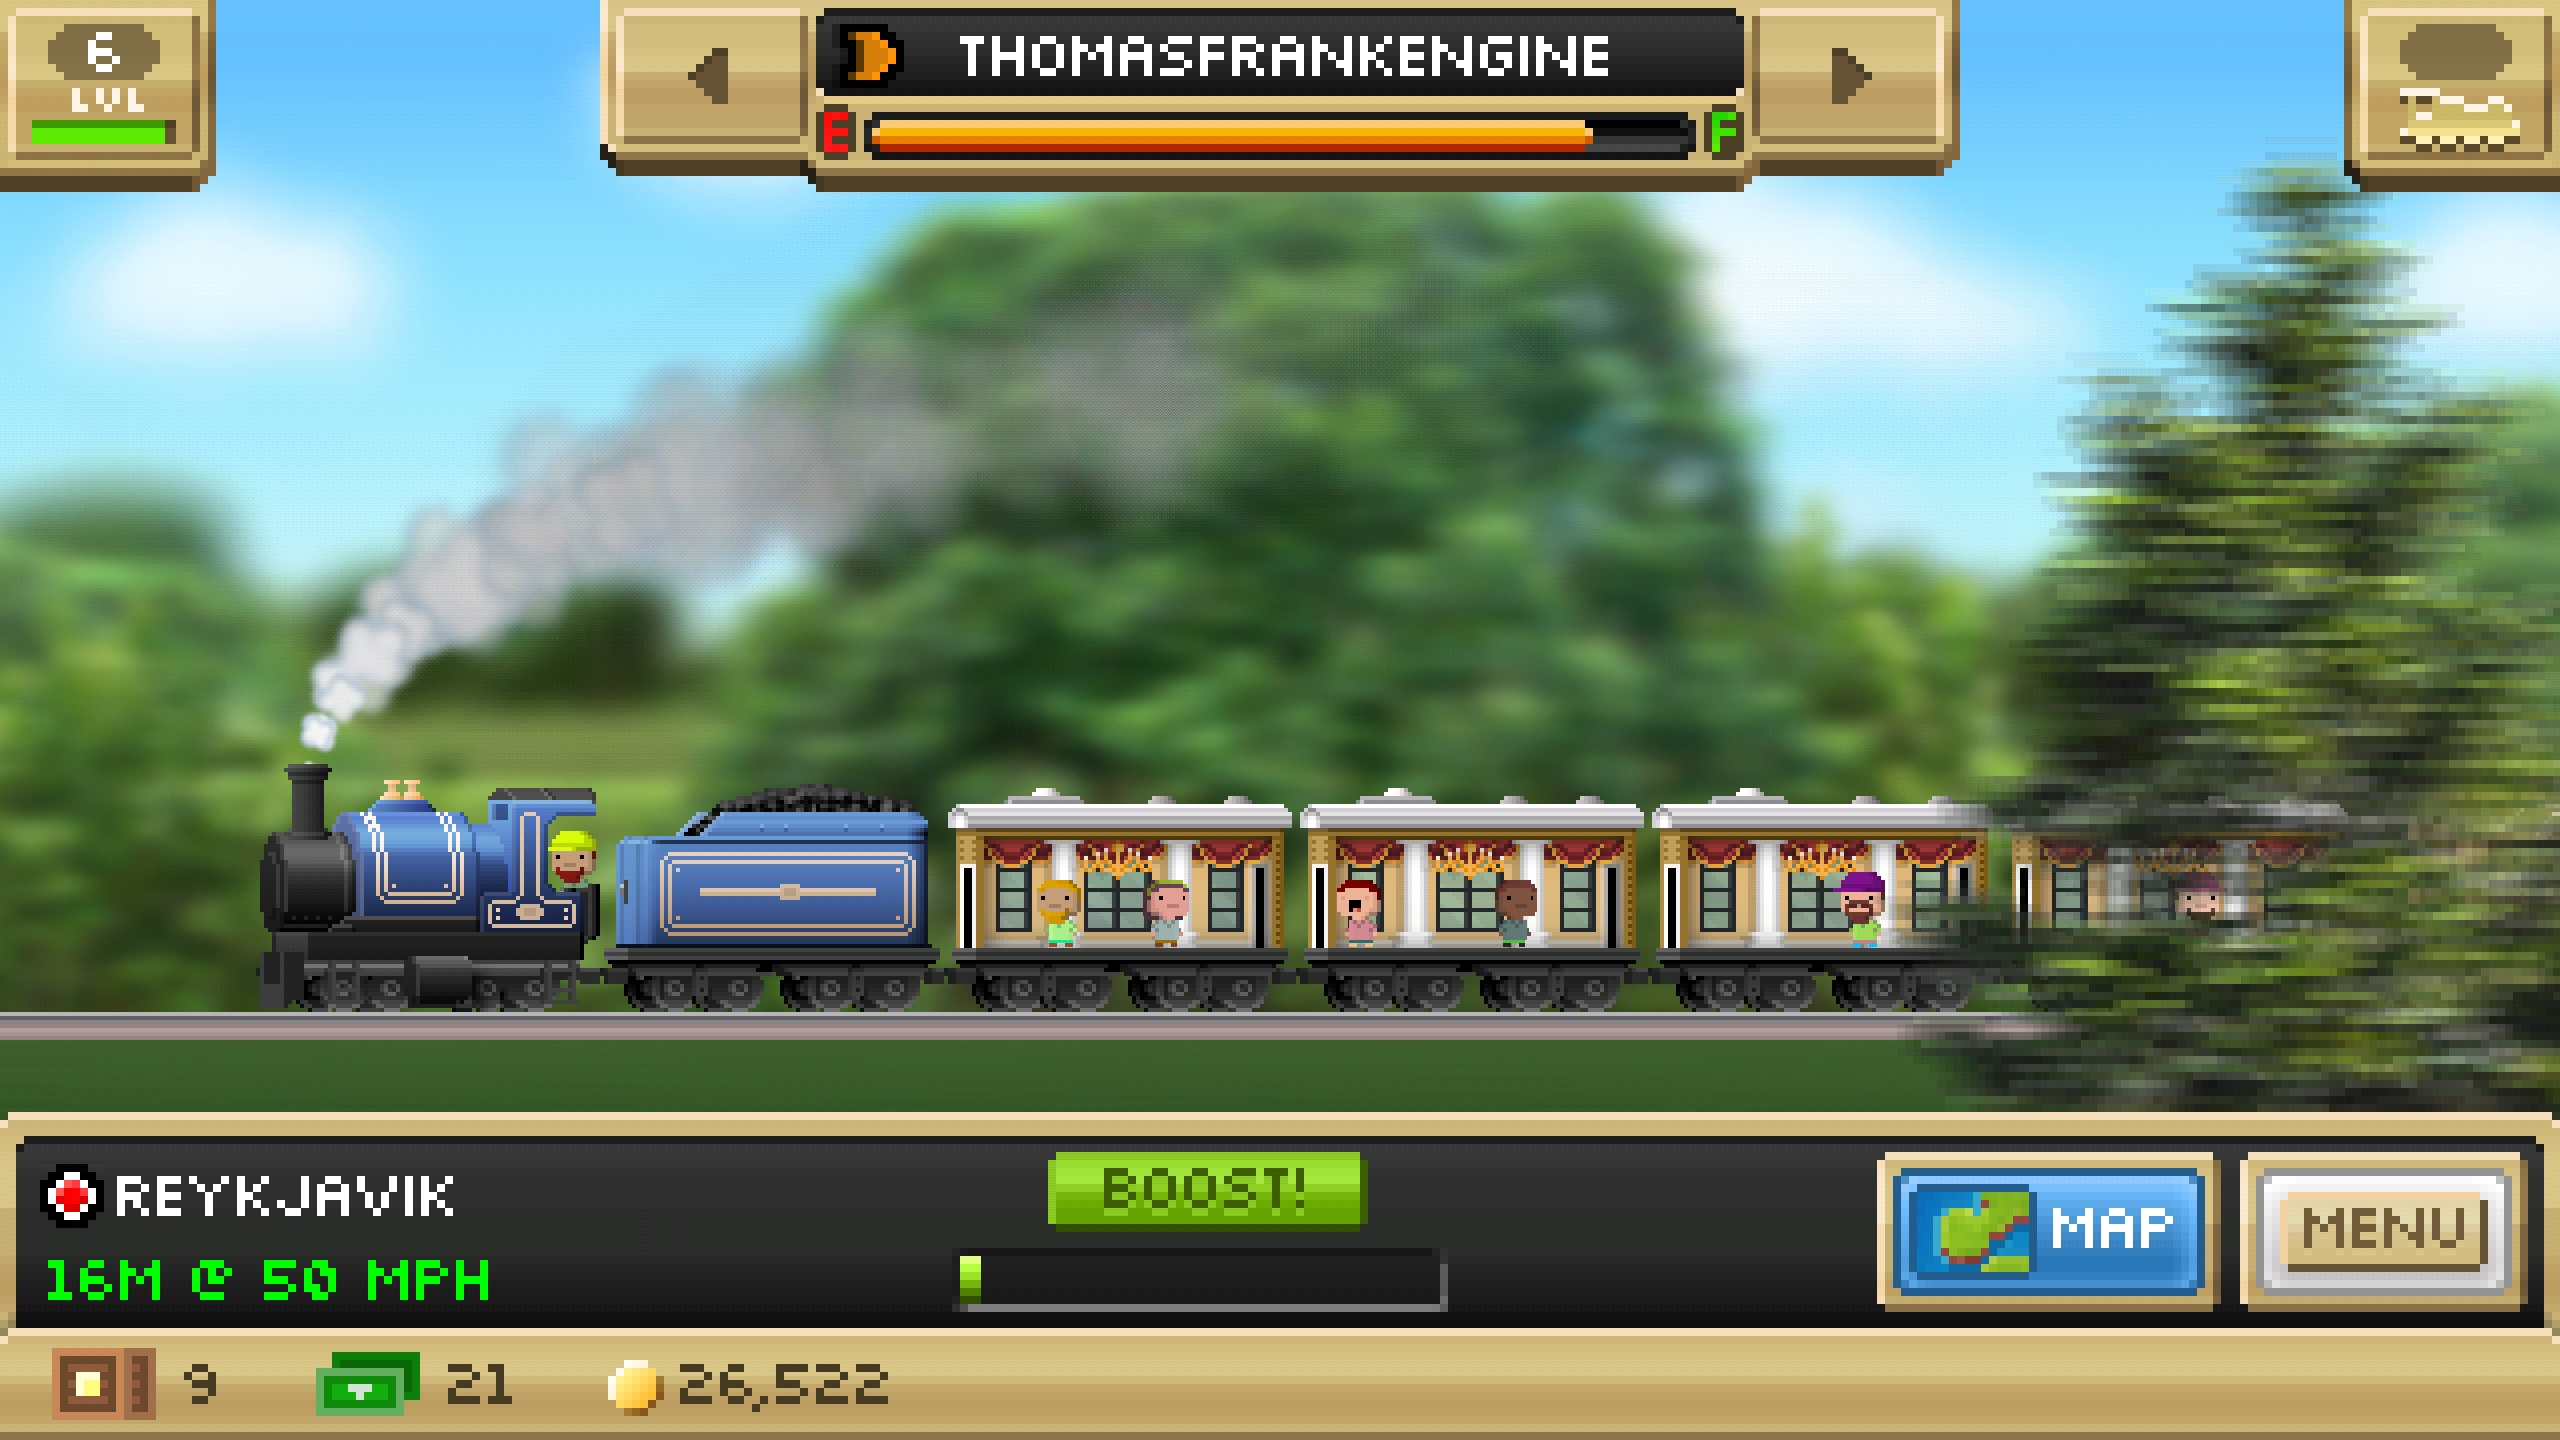 6
LVL
THOMASFRANKENGINE
E F
REYKJAVIK
16M @ 50 MPH
BOOST!
MAP
MENU
9 21 26,522